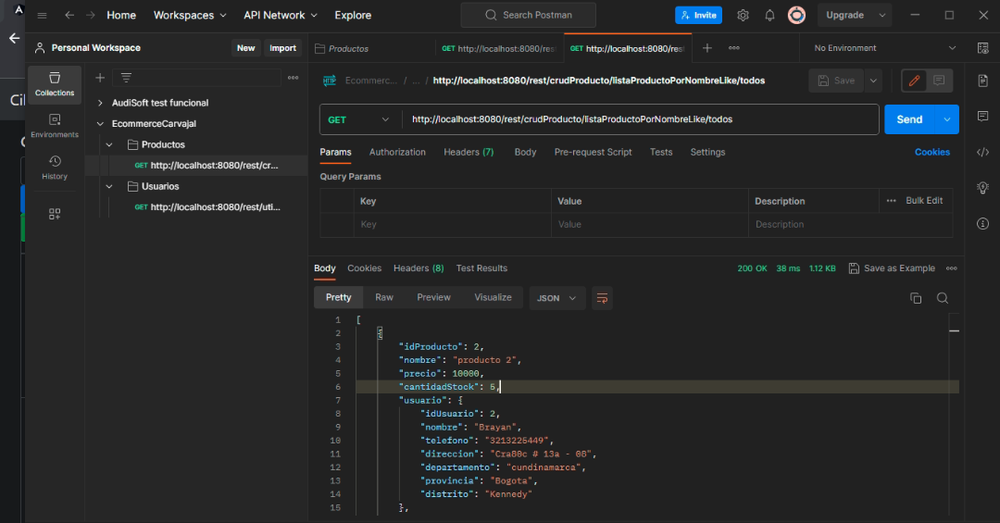 A
Home Workspaces API Network Explore Search Postman Invite Upgrade
Personal Workspace New Import Productos GET http://localhost:8080/res GET http://localhost:8080/rest No Environment
Collections
Environments
History
AudiSoft test funcional
EcommerceCarvajal
Productos
GET http://localhost:8080/rest/cr...
Usuarios
GET http://localhost:8080/rest/uti...
HTTP Ecommerc... / ... / http://localhost:8080/rest/crudProducto/listaProductoPorNombreLike/todos Save
GET http://localhost:8080/rest/crudProducto/listaProductoPorNombreLike/todos Send
Params Authorization Headers (7) Body Pre-request Script Tests Settings Cookies
Query Params
Key Value Description Bulk Edit
Key Value Description
Body Cookies Headers (8) Test Results 200 OK 38 ms 1.12 KB Save as Example
Pretty Raw Preview Visualize JSON
1 [
2 {
3 "idProducto": 2,
4 "nombre": "producto 2",
5 "precio": 10000,
6 "cantidadStock": 6,
7 "usuario": {
8 "idUsuario": 2,
9 "nombre": "Brayan",
10 "telefono": "3213225449",
11 "direccion": "Cra80c # 13a - 08",
12 "departamento": "cundinamarca",
13 "provincia": "Bogota",
14 "distrito": "Kennedy"
15 },